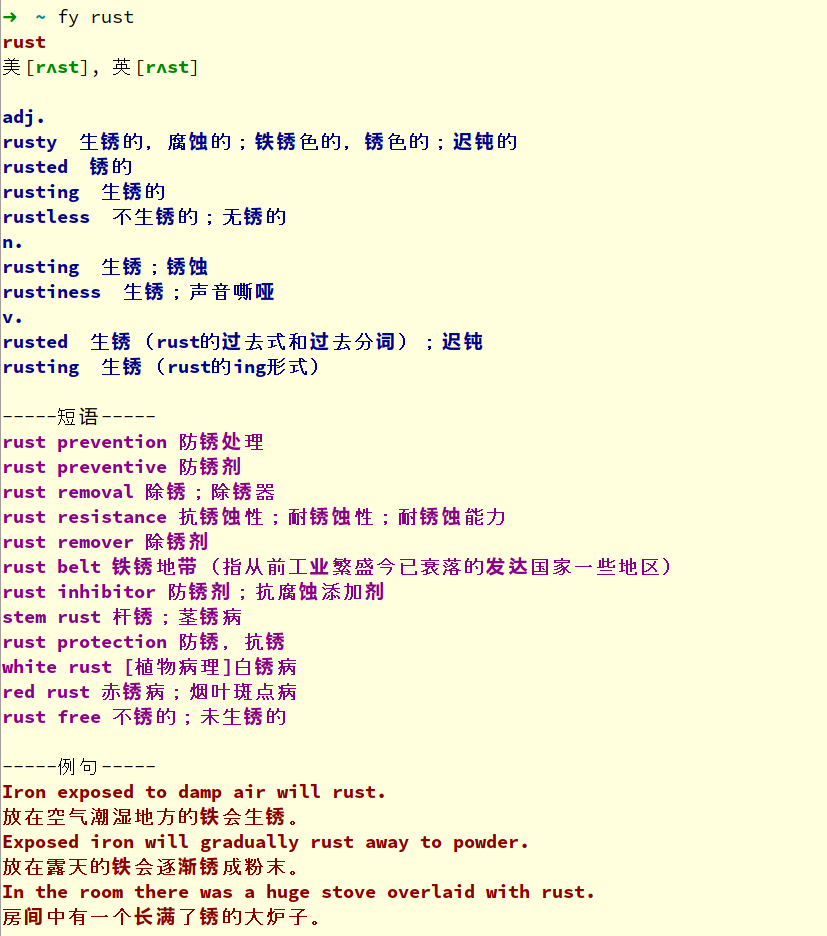 ➜  ~ fy rust
rust
美[rʌst]，英[rʌst]
adj.
rusty  生锈的，腐蚀的；铁锈色的，锈色的；迟钝的
rusted  锈的
rusting  生锈的
rustless  不生锈的；无锈的
n.
rusting  生锈；锈蚀
rustiness  生锈；声音嘶哑
v.
rusted  生锈（rust的过去式和过去分词）；迟钝
rusting  生锈（rust的ing形式）
-----短语-----
rust prevention 防锈处理
rust preventive 防锈剂
rust removal 除锈；除锈器
rust resistance 抗锈蚀性；耐锈蚀性；耐锈蚀能力
rust remover 除锈剂
rust belt 铁锈地带（指从前工业繁盛今已衰落的发达国家一些地区）
rust inhibitor 防锈剂；抗腐蚀添加剂
stem rust 杆锈；茎锈病
rust protection 防锈，抗锈
white rust [植物病理]白锈病
red rust 赤锈病；烟叶斑点病
rust free 不锈的；未生锈的
-----例句-----
Iron exposed to damp air will rust.
放在空气潮湿地方的铁会生锈。
Exposed iron will gradually rust away to powder.
放在露天的铁会逐渐锈成粉末。
In the room there was a huge stove overlaid with rust.
房间中有一个长满了锈的大炉子。